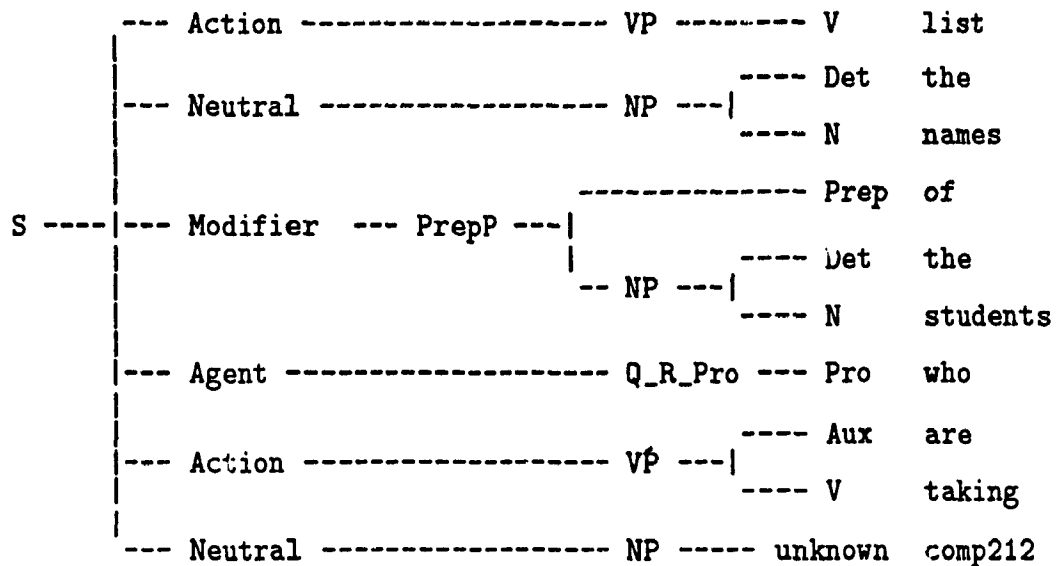 Action VP V list
Det the
Neutral NP
N names
Prep of
S Modifier PrepP
Det the
NP
N students
Agent Q_R_Pro Pro who
Aux are
Action VP
V taking
Neutral NP unknown comp212